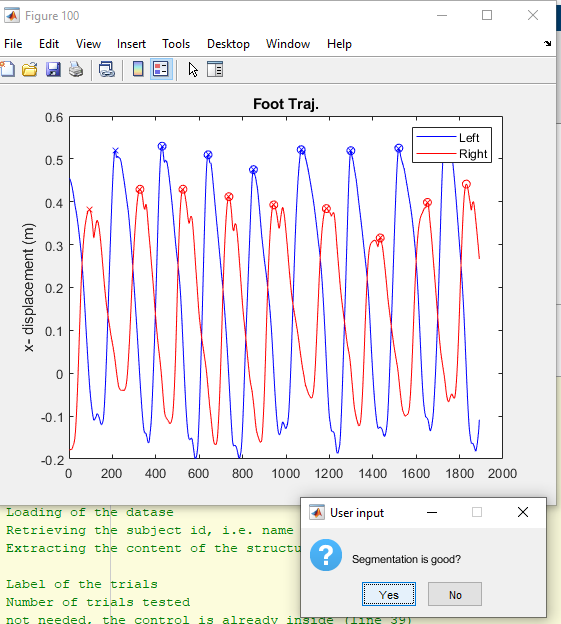 Figure 100
File Edit View Insert Tools Desktop Window Help
Foot Traj.
Left
Right
x- displacement (m)
0.6
0.5
0.4
0.3
0.2
0.1
0
-0.1
-0.2
0 200 400 600 800 1000 1200 1400 1600 1800 2000
Loading of the datase
Retrieving the subject id, i.e. name
Extracting the content of the structu
Label of the trials
Number of trials tested
not needed, the control is already inside (line 39)
User input
Segmentation is good?
Yes No